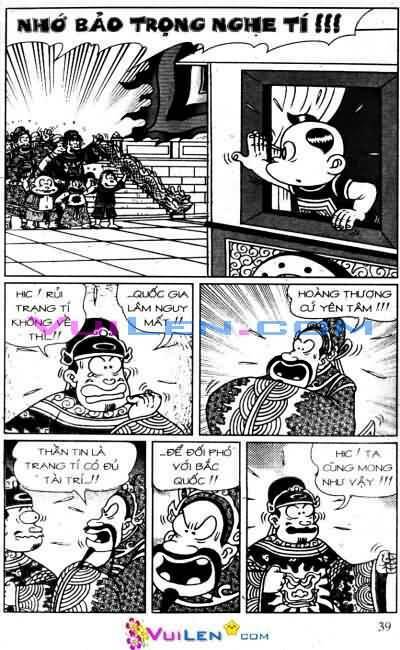 NHỚ BẢO TRỌNG NGHE TÍ !!!
HIC ! RỦI
TRẠNG TÍ
KHÔNG VỀ
THÌ...!!
...QUỐC GIA
LÂM NGUY
MẤT !!
HOÀNG THƯỢNG
CỨ YÊN TÂM !!!
VuiLen.com
THẦN TIN LÀ
TRẠNG TÍ CÓ ĐỦ
TÀI TRÍ...!!
...ĐỂ ĐỐI PHÓ
VỚI BẮC
QUỐC !!
HIC ! TA
CŨNG MONG
NHƯ VẬY !!!
39
VuiLen.com